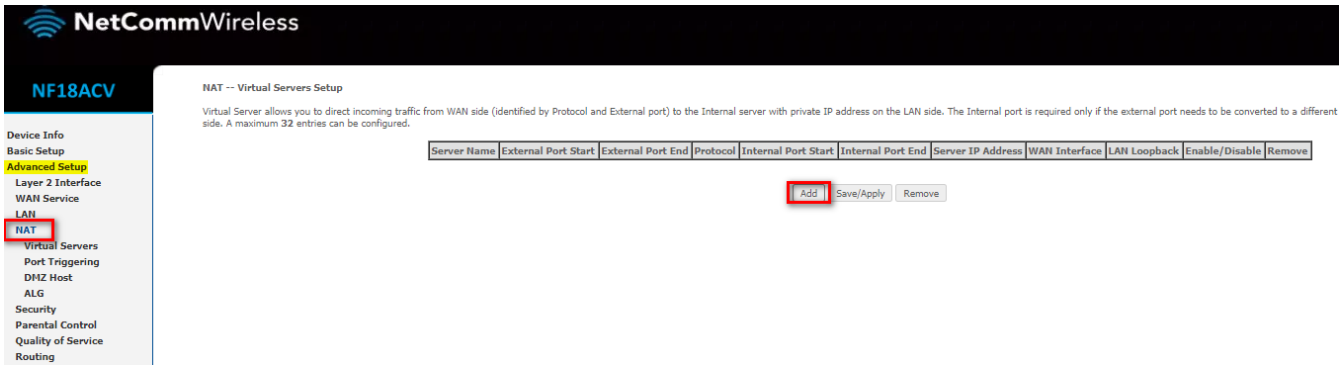 NetCommWireless
NF18ACV
NAT -- Virtual Servers Setup
Virtual Server allows you to direct incoming traffic from WAN side (identified by Protocol and External port) to the Internal server with private IP address on the LAN side. The Internal port is required only if the external port needs to be converted to a different
side. A maximum 32 entries can be configured.
Server Name External Port Start External Port End Protocol Internal Port Start Internal Port End Server IP Address WAN Interface LAN Loopback Enable/Disable Remove
Add Save/Apply Remove
Device Info
Basic Setup
Advanced Setup
Layer 2 Interface
WAN Service
LAN
NAT
Virtual Servers
Port Triggering
DMZ Host
ALG
Security
Parental Control
Quality of Service
Routing